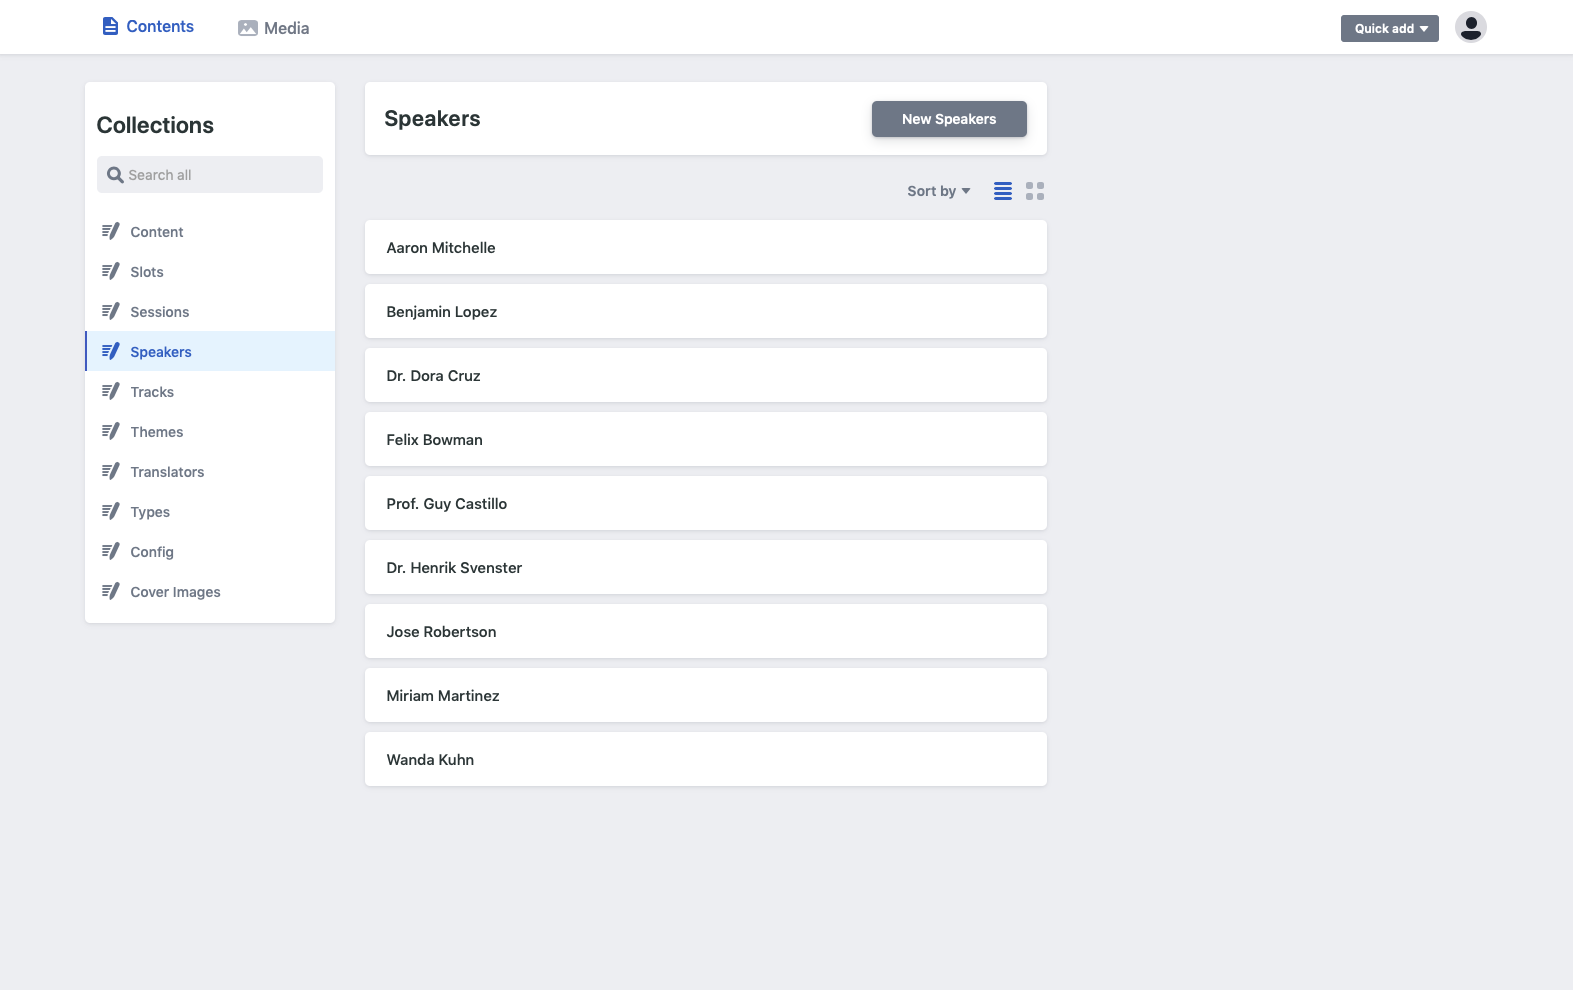 Contents
Media
Quick add
Collections
Search all
Content
Slots
Sessions
Speakers
Tracks
Themes
Translators
Types
Config
Cover Images
Speakers
New Speakers
Sort by
Aaron Mitchelle
Benjamin Lopez
Dr. Dora Cruz
Felix Bowman
Prof. Guy Castillo
Dr. Henrik Svenster
Jose Robertson
Miriam Martinez
Wanda Kuhn